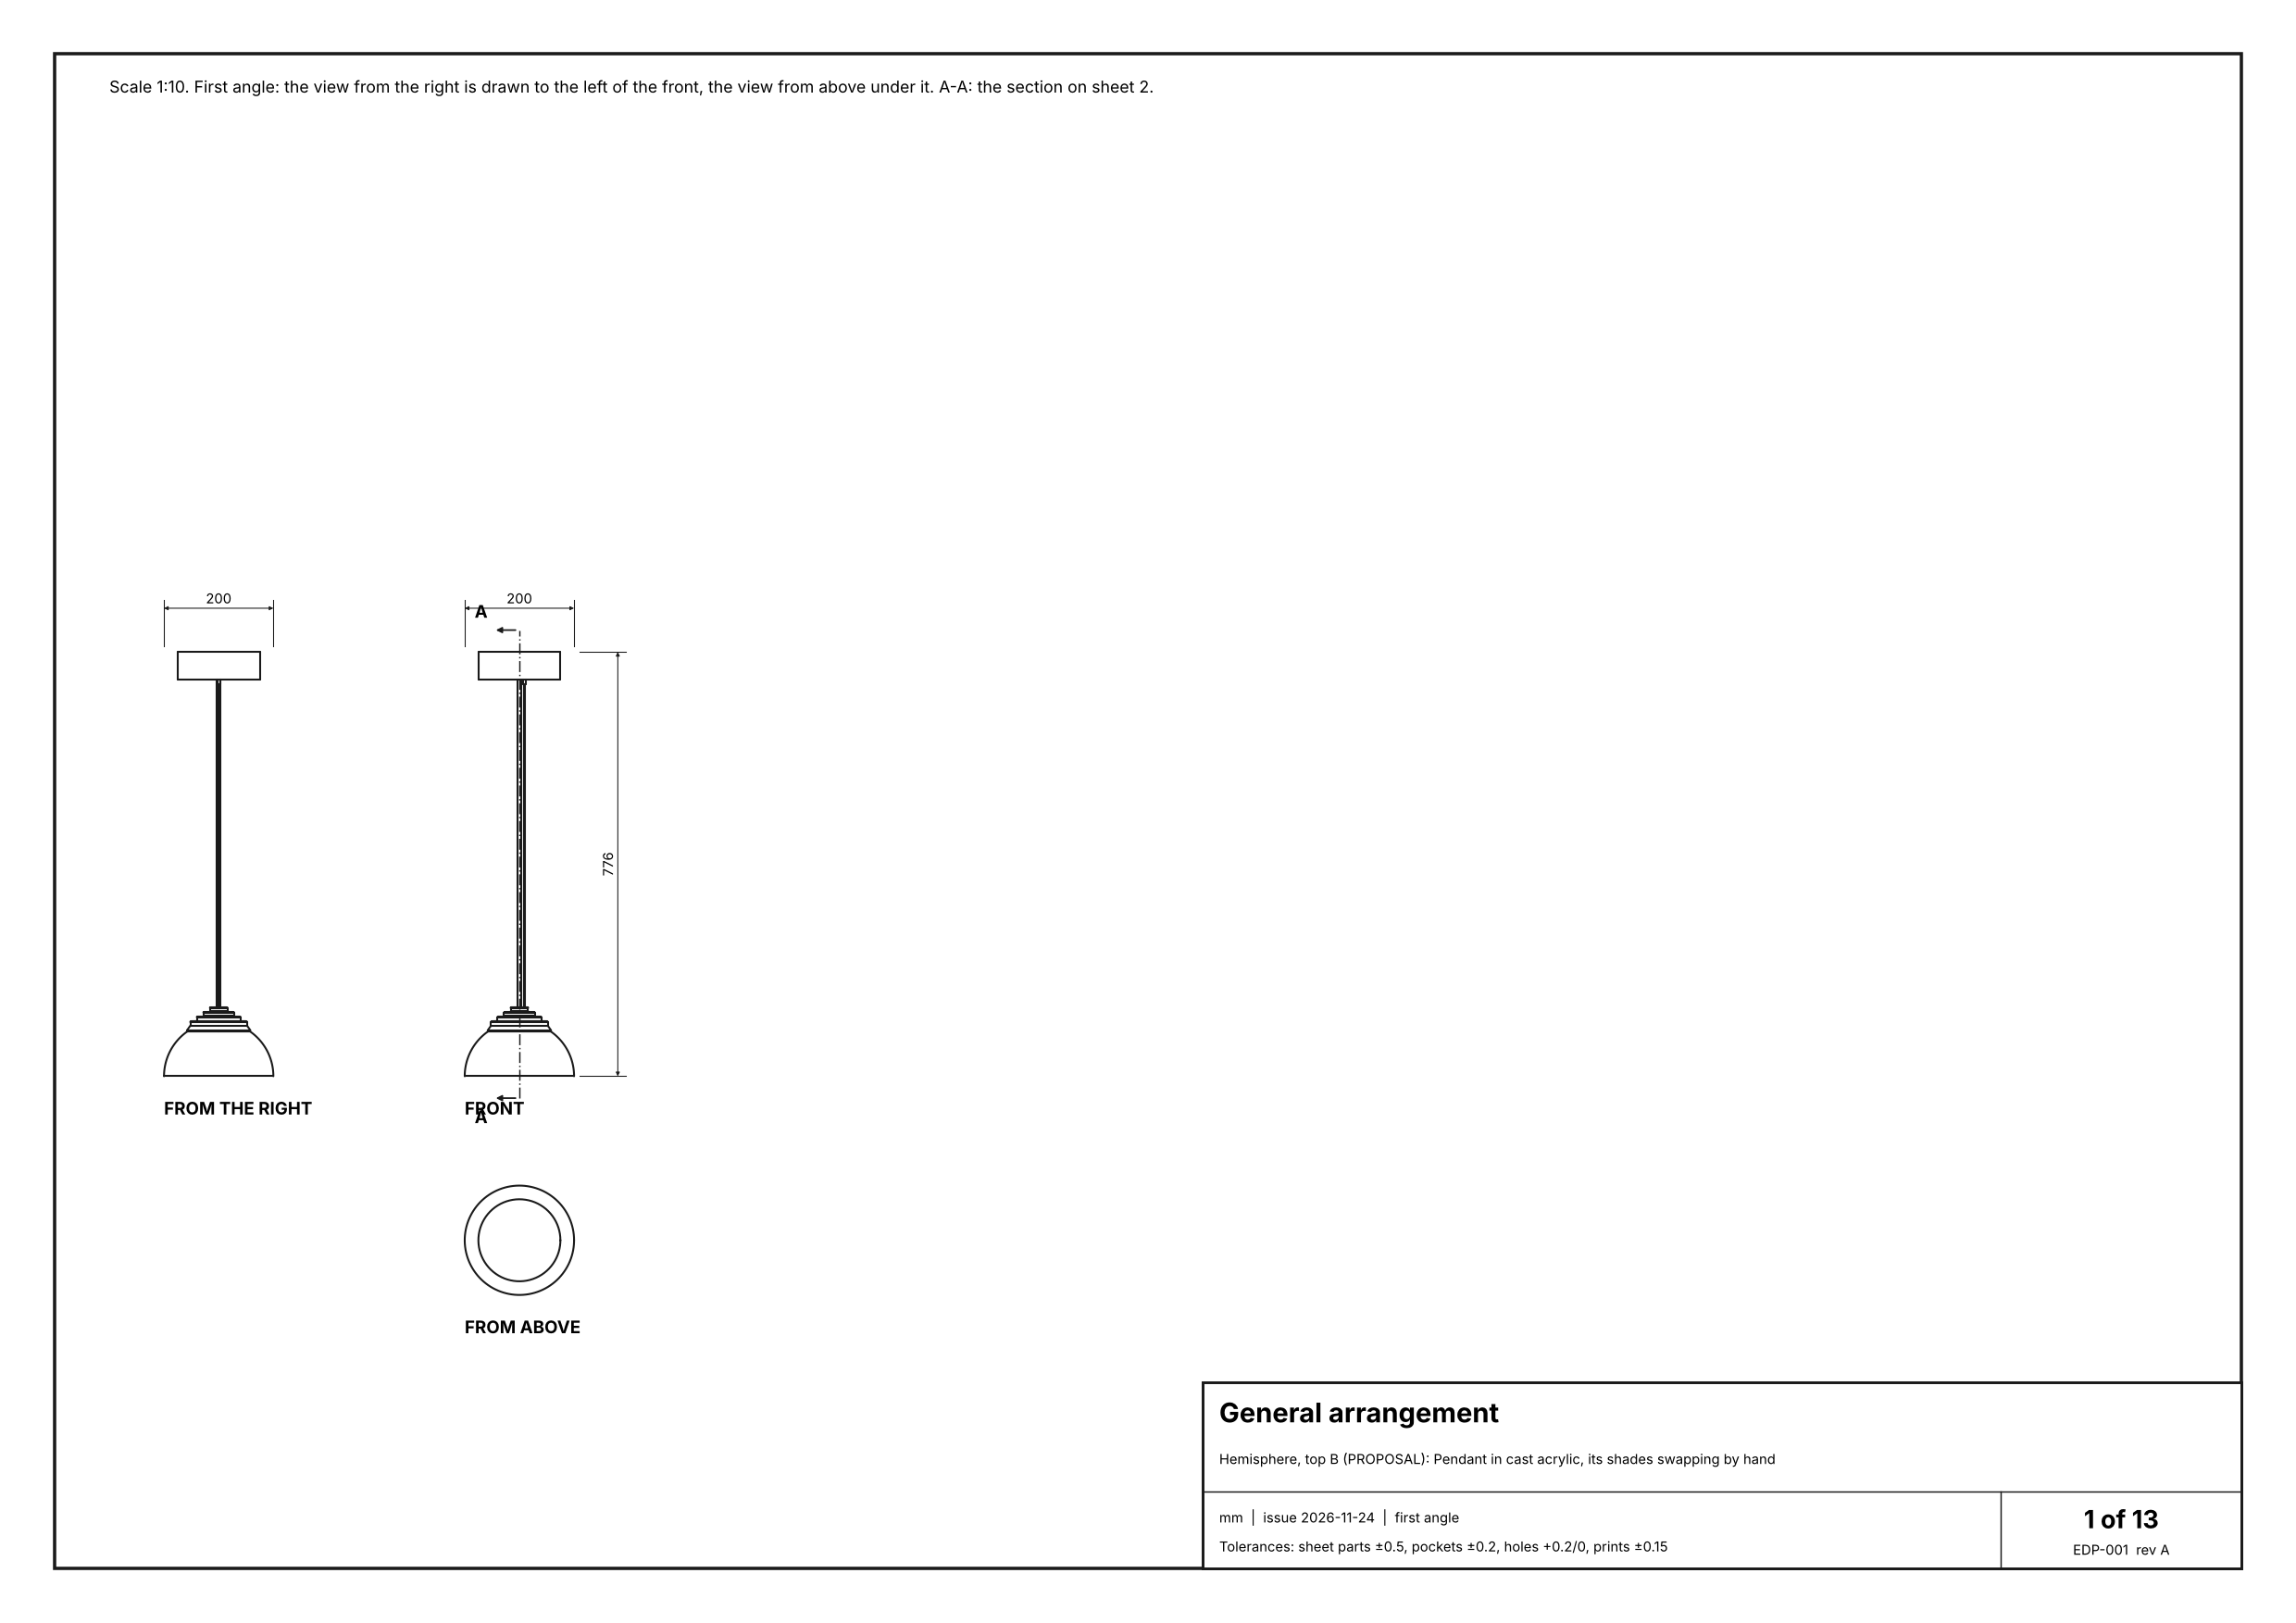 Scale 1:10. First angle: the view from the right is drawn to the left of the front, the view from above under it. A-A: the section on sheet 2.
200
200
A
776
FROM THE RIGHT
FRONT
A
FROM ABOVE
General arrangement
Hemisphere, top B (PROPOSAL): Pendant in cast acrylic, its shades swapping by hand
mm | issue 2026-11-24 | first angle
Tolerances: sheet parts ±0.5, pockets ±0.2, holes +0.2/0, prints ±0.15
1 of 13
EDP-001 rev A